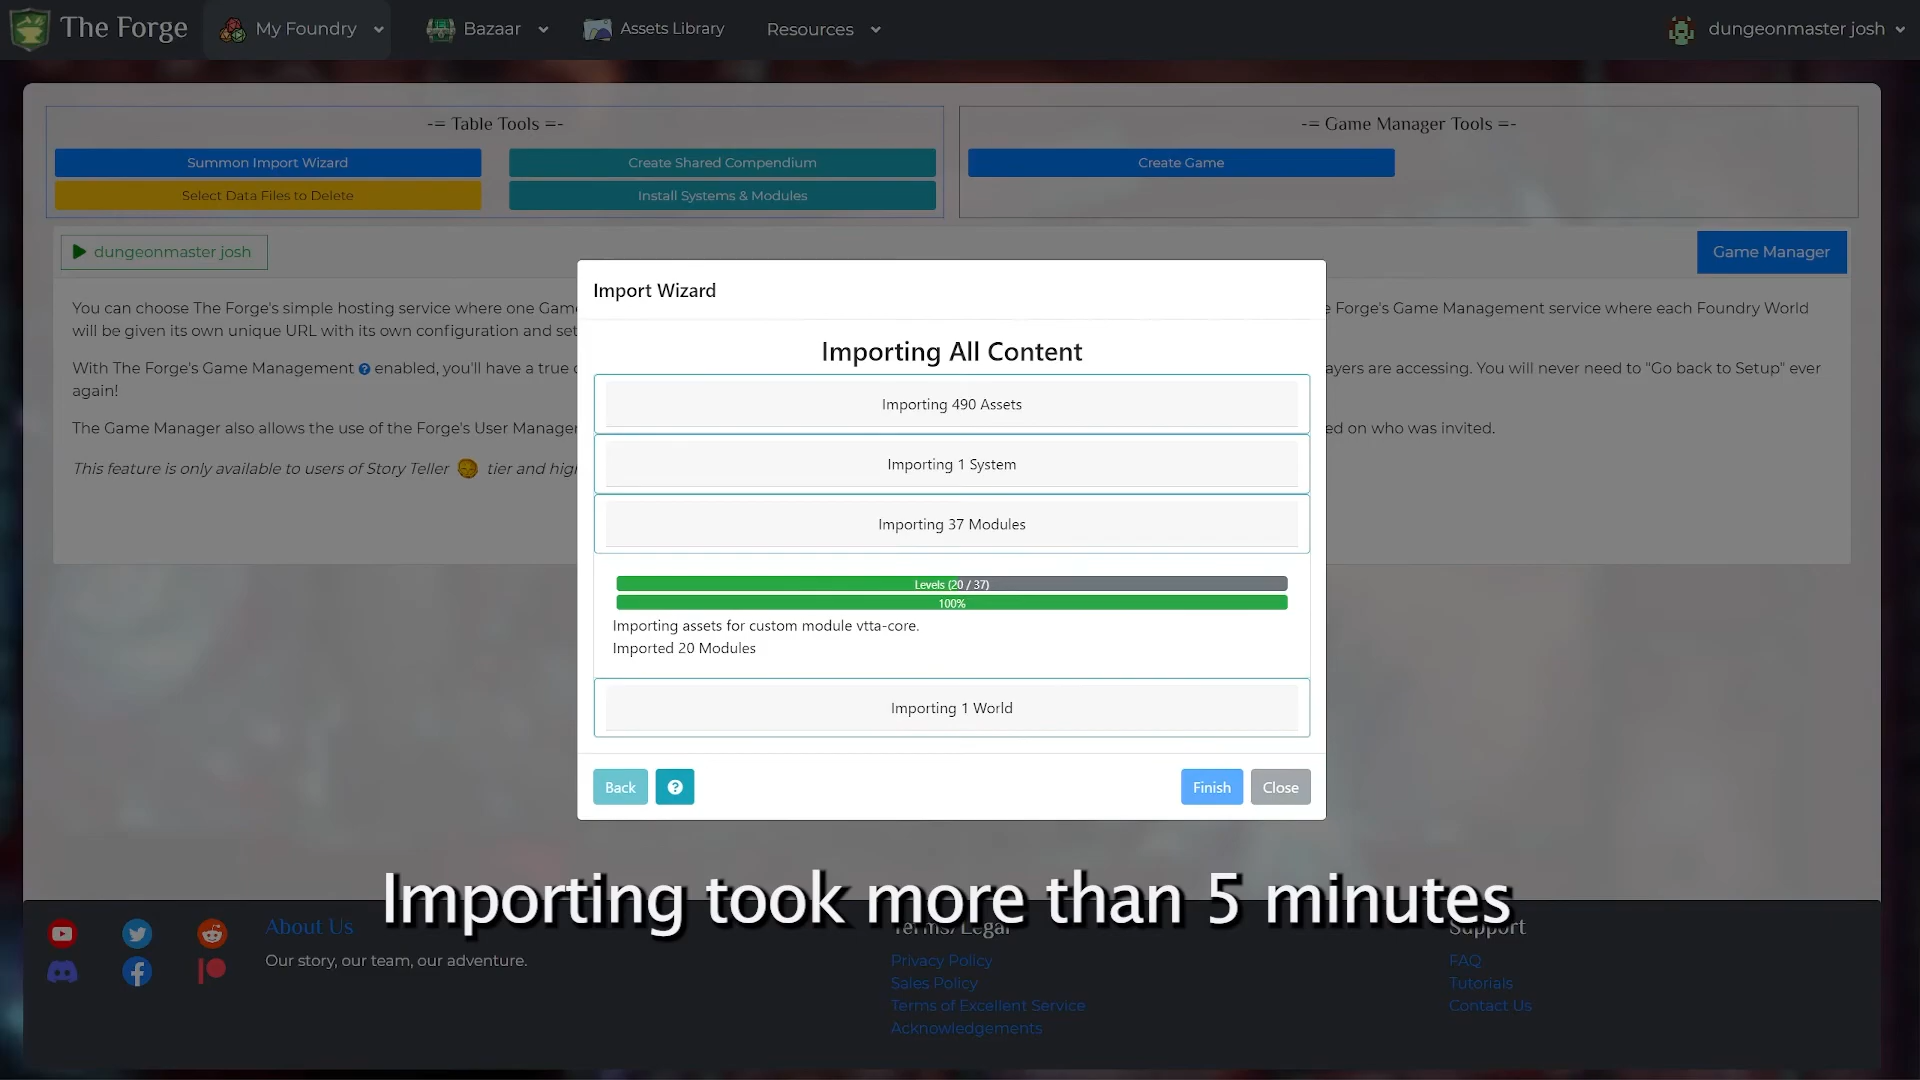 The Forge
My Foundry
Bazaar
Assets Library
Resources
dungeonmaster josh
-= Table Tools =-
Summon Import Wizard
Create Shared Compendium
Select Data Files to Delete
Install Systems & Modules
-= Game Manager Tools =-
Create Game
dungeonmaster josh
Game Manager
You can choose The Forge's simple hosting service where one Gam
e Forge's Game Management service where each Foundry World
will be given its own unique URL with its own configuration and set
With The Forge's Game Management ? enabled, you'll have a true
layers are accessing. You will never need to "Go back to Setup" ever
again!
The Game Manager also allows the use of the Forge's User Manager
ed on who was invited.
This feature is only available to users of Story Teller tier and high
Import Wizard
Importing All Content
Importing 490 Assets
Importing 1 System
Importing 37 Modules
Levels (20 / 37)
100%
Importing assets for custom module vtta-core.
Imported 20 Modules
Importing 1 World
Back
?
Finish
Close
Importing took more than 5 minutes
About Us
Our story, our team, our adventure.
Terms/Legal
Privacy Policy
Sales Policy
Terms of Excellent Service
Acknowledgements
Support
FAQ
Tutorials
Contact Us